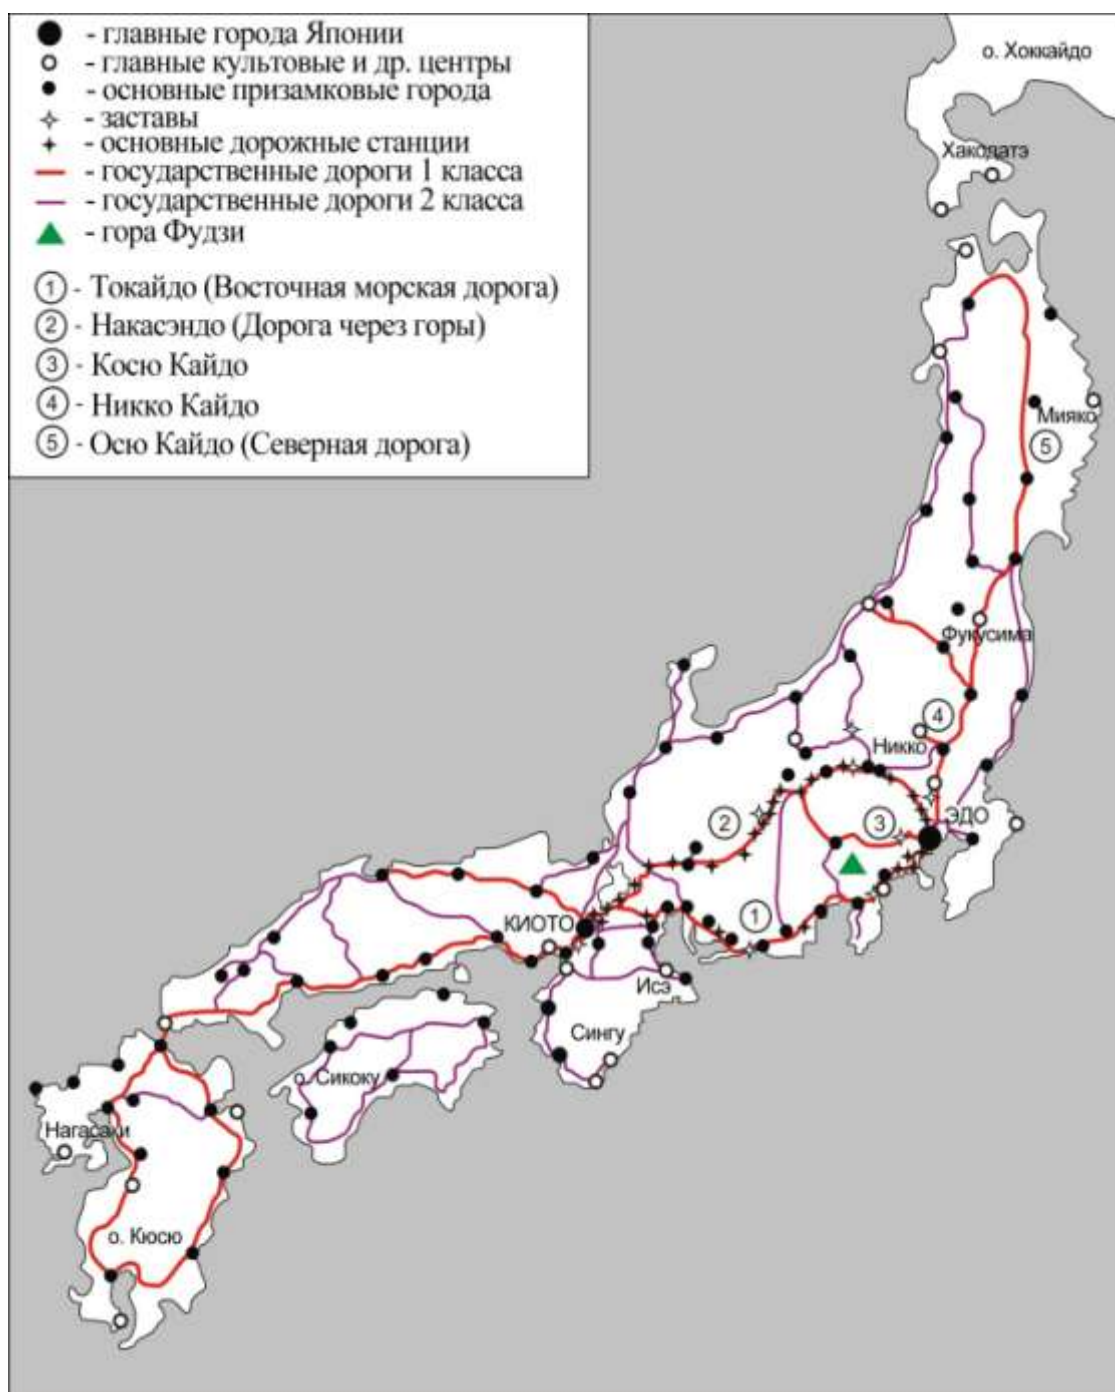 - главные города Японии
- главные культовые и др. центры
- основные призамковые города
- заставы
- основные дорожные станции
- государственные дороги 1 класса
- государственные дороги 2 класса
- гора Фудзи
1 - Токайдо (Восточная морская дорога)
2 - Накасэндо (Дорога через горы)
3 - Косю Кайдо
4 - Никко Кайдо
5 - Осю Кайдо (Северная дорога)
о. Хоккайдо
Хакодатэ
Мияко
5
Фукусима
4
Никко
ЭДО
3
2
1
КИОТО
Исэ
Сингу
о. Сикоку
Нагасаки
о. Кюсю